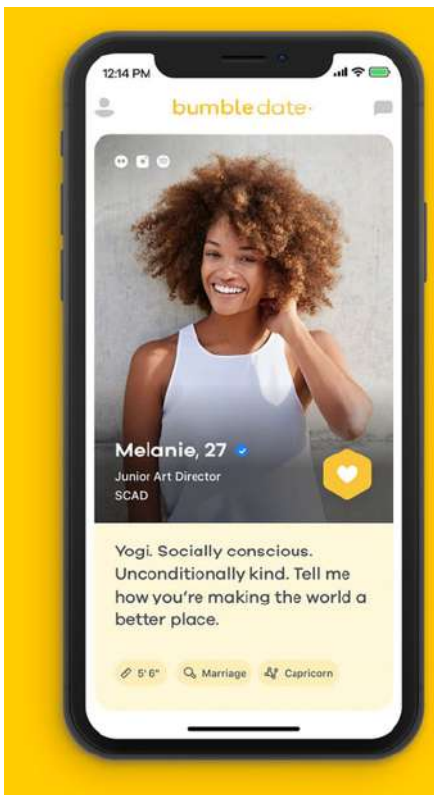 12:14 PM
bumble date·
Melanie, 27
Junior Art Director
SCAD
Yogi. Socially conscious.
Unconditionally kind. Tell me
how you're making the world a
better place.
5' 6"
Marriage
Capricorn